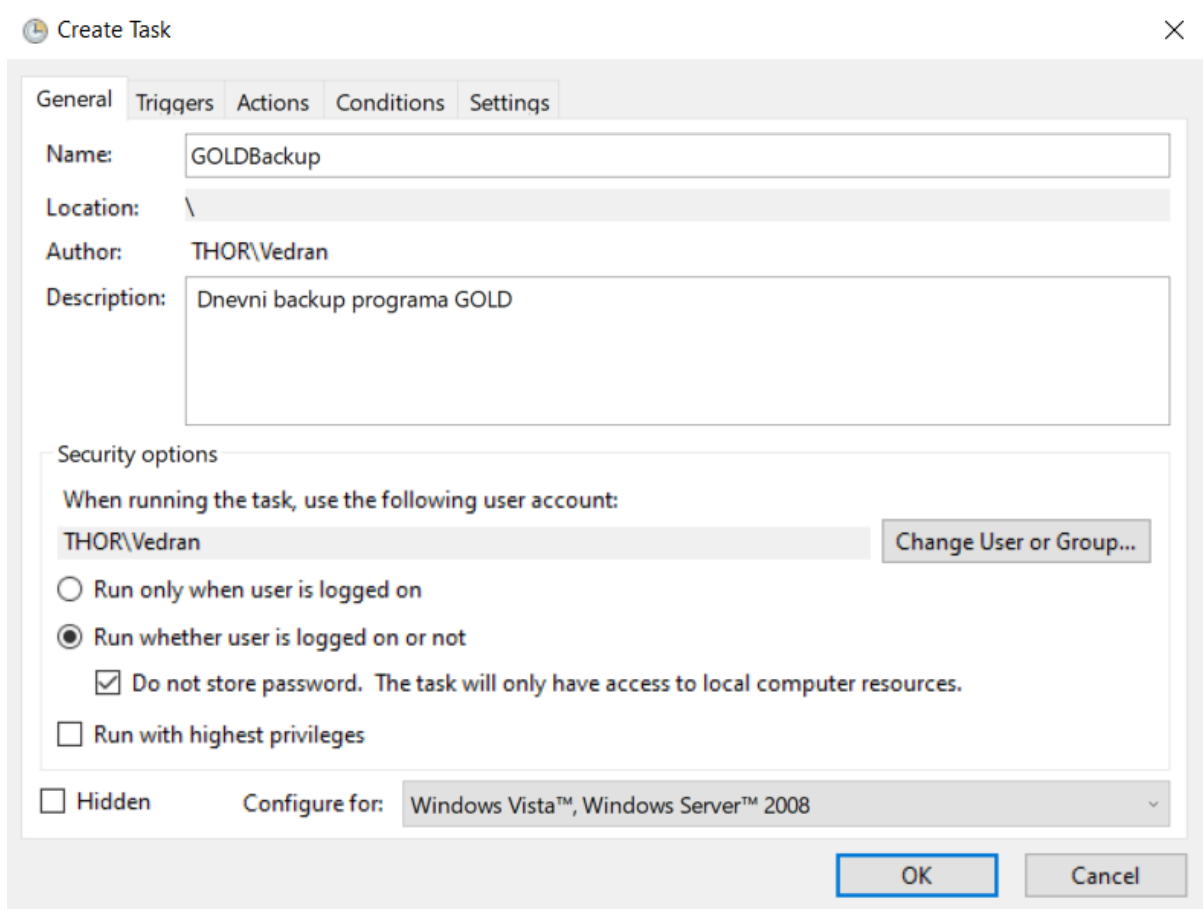 Create Task
General Triggers Actions Conditions Settings
Name: GOLDBackup
Location: \
Author: THOR\Vedran
Description: Dnevni backup programa GOLD
Security options
When running the task, use the following user account:
THOR\Vedran Change User or Group...
Run only when user is logged on
Run whether user is logged on or not
Do not store password. The task will only have access to local computer resources.
Run with highest privileges
Hidden Configure for: Windows Vista™, Windows Server™ 2008
OK Cancel